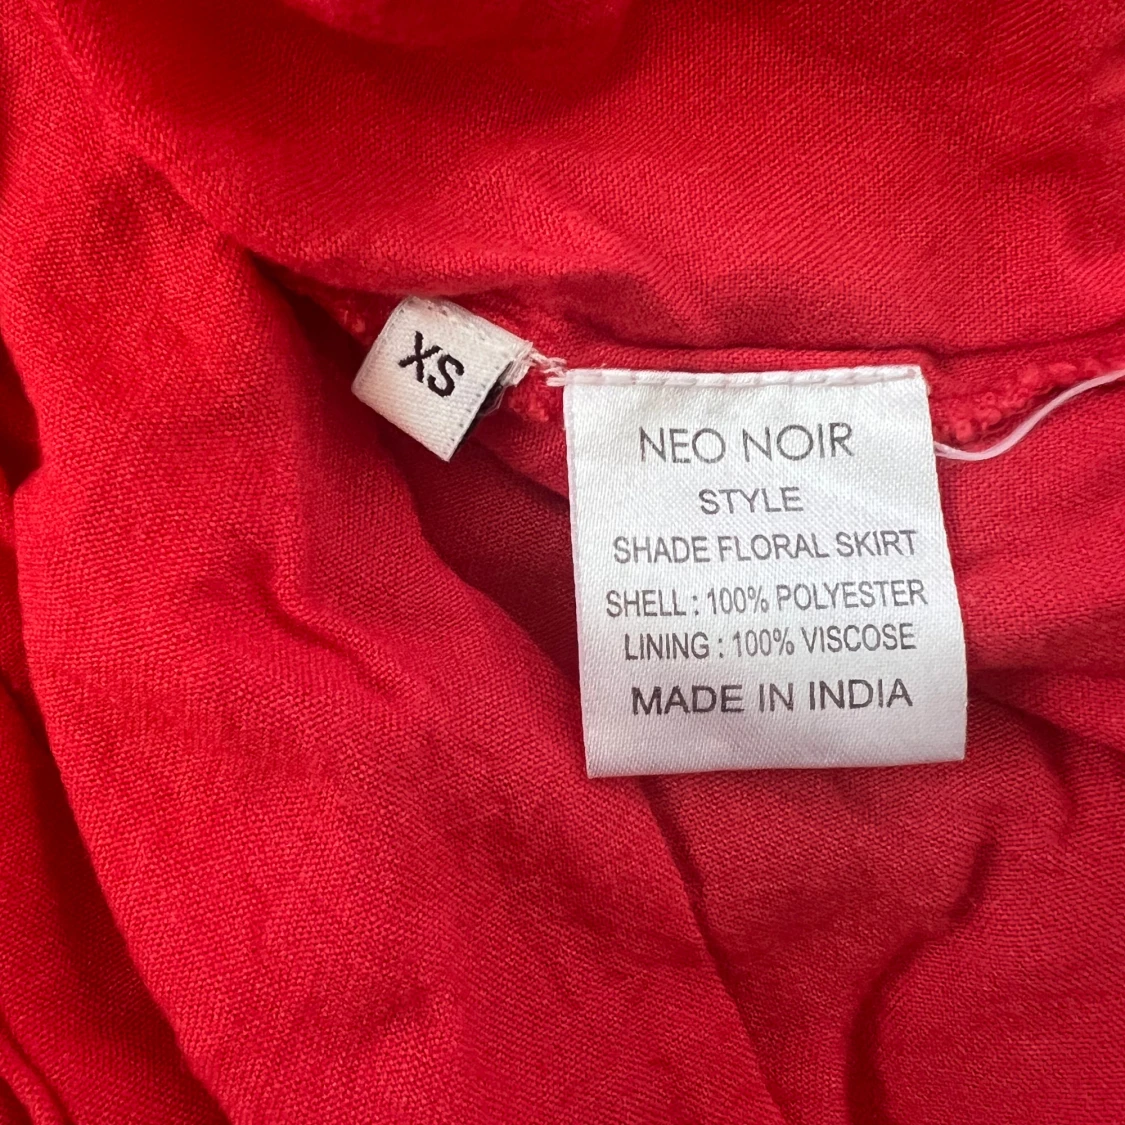 XS
NEO NOIR
STYLE
SHADE FLORAL SKIRT
SHELL : 100% POLYESTER
LINING : 100% VISCOSE
MADE IN INDIA